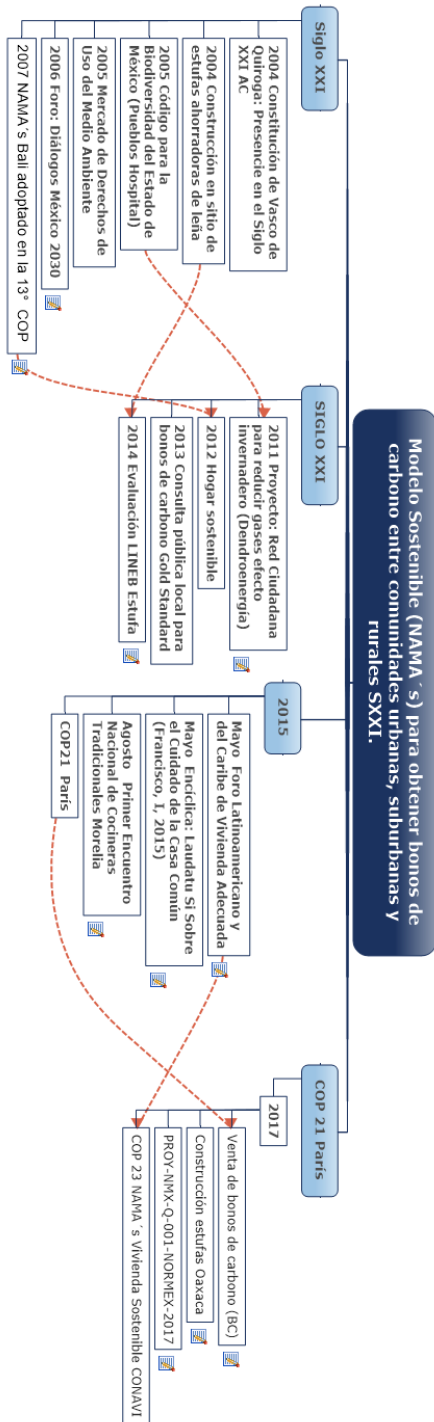 Modelo Sostenible (NAMA´s) para obtener bonos de
carbono entre comunidades urbanas, suburbanas y
rurales SXXI.
Siglo XXI
2004 Constitución de Vasco de
Quiroga: Presencie en el Siglo
XXI AC
2004 Construcción en sitio de
estufas ahorradoras de leña
2005 Código para la
Biodiversidad del Estado de
México (Pueblos Hospital)
2005 Mercado de Derechos de
Uso del Medio Ambiente
2006 Foro: Diálogos México 2030
2007 NAMA´s Bali adoptado en la 13° COP
SIGLO XXI
2011 Proyecto: Red Ciudadana
para reducir gases efecto
invernadero (Dendroenergía)
2012 Hogar sostenible
2013 Consulta pública local para
bonos de carbono Gold Standard
2014 Evaluación LINEB Estufa
2015
Mayo Foro Latinoamericano y
del Caribe de Vivienda Adecuada
Mayo Encíclica: Laudatu Si Sobre
el Cuidado de la Casa Común
(Francisco, I, 2015)
Agosto Primer Encuentro
Nacional de Cocineras
Tradicionales Morelia
COP21 París
COP 21 París
2017
Venta de bonos de carbono (BC)
Construcción estufas Oaxaca
PROY-NMX-Q-001-NORMEX-2017
COP 23 NAMA´s Vivienda Sostenible CONAVI